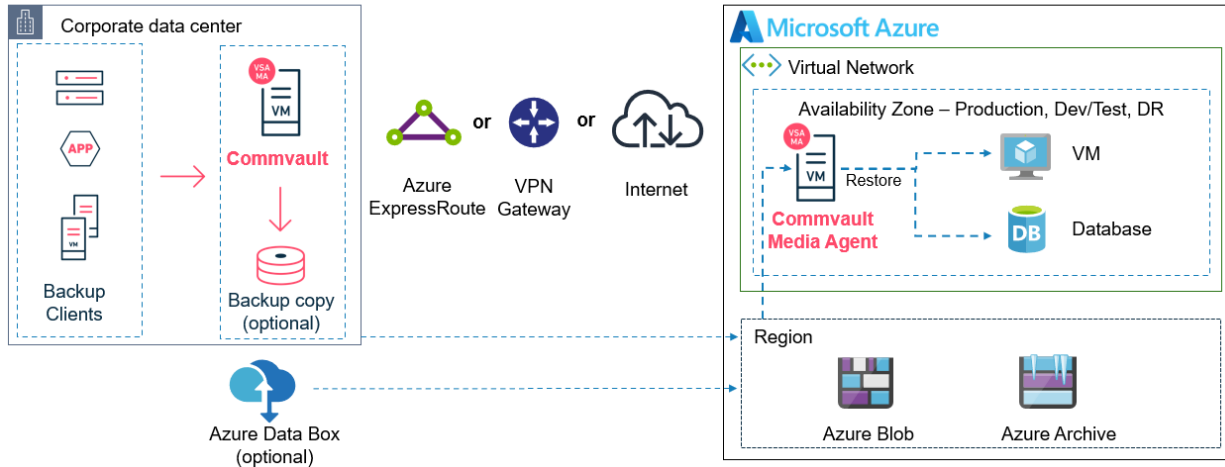 Corporate data center
VSA
MA
VM
APP
VM
Commvault
Backup
Clients
Backup copy
(optional)
Azure
ExpressRoute
or
VPN
Gateway
or
Internet
Azure Data Box
(optional)
Microsoft Azure
Virtual Network
Availability Zone – Production, Dev/Test, DR
VSA
MA
VM
Restore
Commvault
Media Agent
VM
DB
Database
Region
Azure Blob
Azure Archive